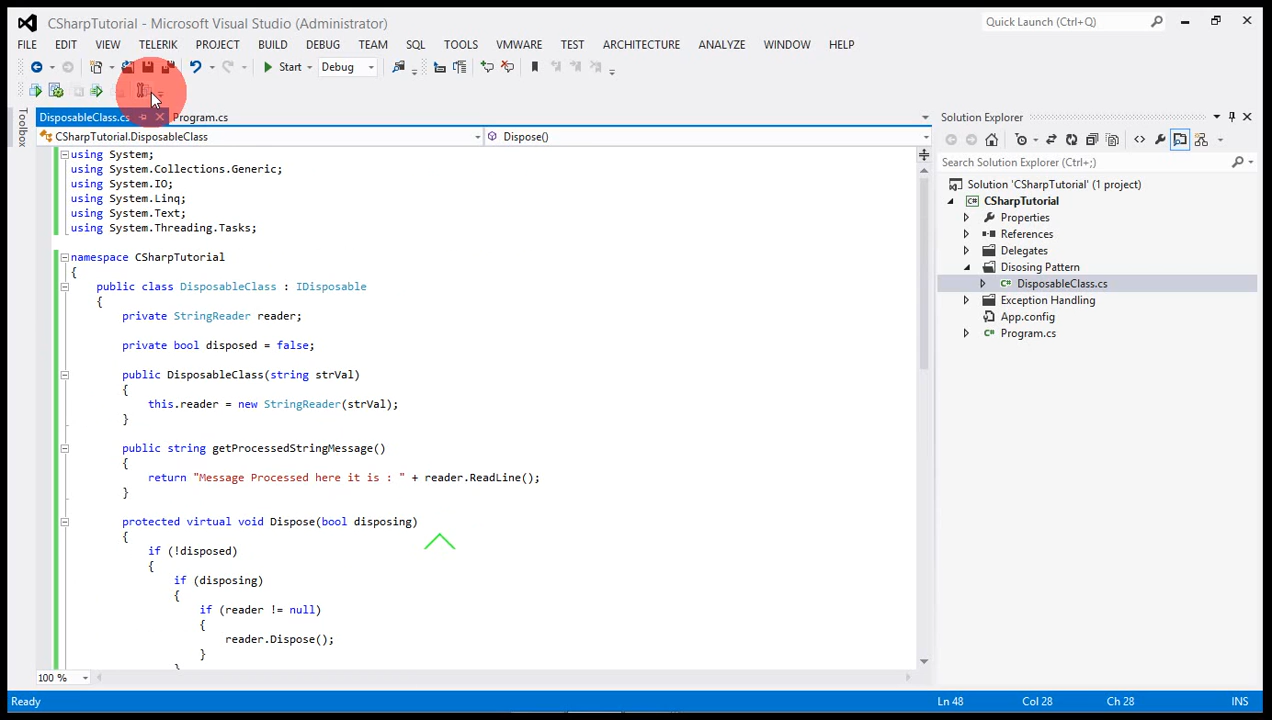 CSharpTutorial - Microsoft Visual Studio (Administrator)
Quick Launch (Ctrl+Q)
FILE EDIT VIEW TELERIK PROJECT BUILD DEBUG TEAM SQL TOOLS VMWARE TEST ARCHITECTURE ANALYZE WINDOW HELP
Start Debug
Toolbox
DisposableClass.cs Program.cs
CSharpTutorial.DisposableClass Dispose()
using System;
using System.Collections.Generic;
using System.IO;
using System.Linq;
using System.Text;
using System.Threading.Tasks;
namespace CSharpTutorial
{
public class DisposableClass : IDisposable
{
private StringReader reader;
private bool disposed = false;
public DisposableClass(string strVal)
{
this.reader = new StringReader(strVal);
}
public string getProcessedStringMessage()
{
return "Message Processed here it is : " + reader.ReadLine();
}
protected virtual void Dispose(bool disposing)
{
if (!disposed)
{
if (disposing)
{
if (reader != null)
{
reader.Dispose();
}
}
100 %
Solution Explorer
Search Solution Explorer (Ctrl+;)
Solution 'CSharpTutorial' (1 project)
CSharpTutorial
Properties
References
Delegates
Disosing Pattern
DisposableClass.cs
Exception Handling
App.config
Program.cs
Ready Ln 48 Col 28 Ch 28 INS